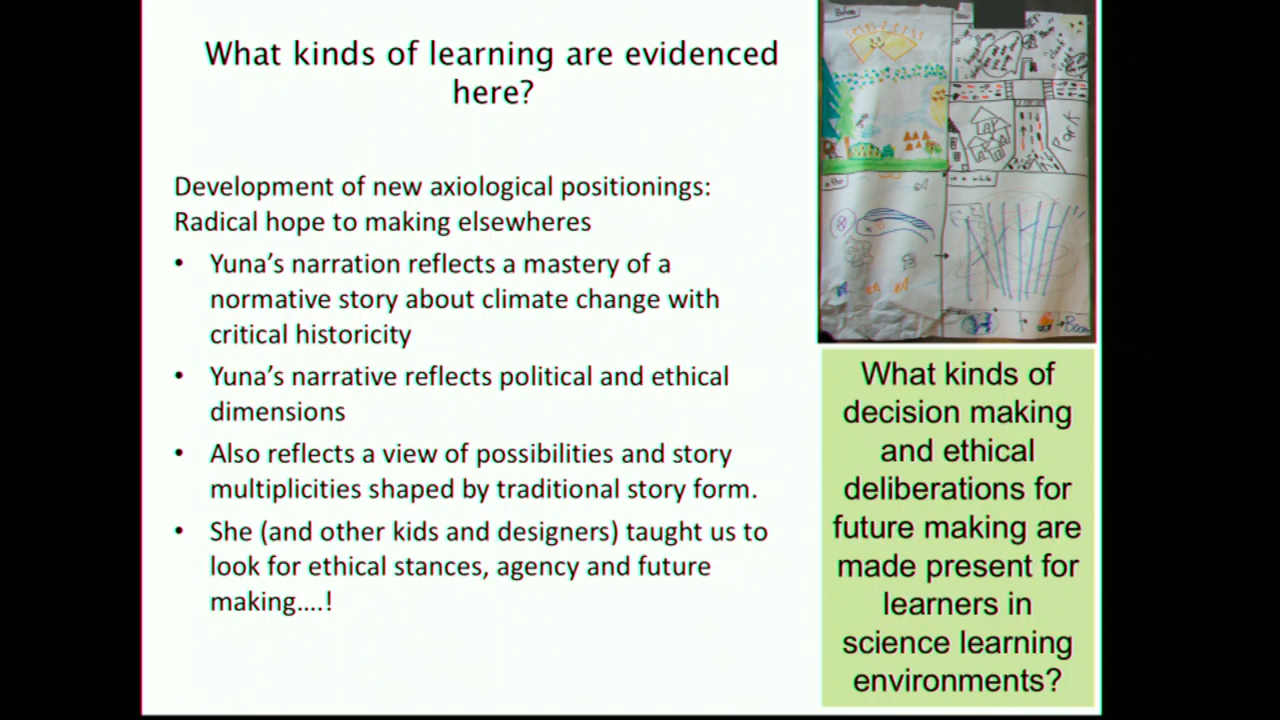 What kinds of learning are evidenced
here?
Development of new axiological positionings:
Radical hope to making elsewheres
• Yuna’s narration reflects a mastery of a
normative story about climate change with
critical historicity
• Yuna’s narrative reflects political and ethical
dimensions
• Also reflects a view of possibilities and story
multiplicities shaped by traditional story form.
• She (and other kids and designers) taught us to
look for ethical stances, agency and future
making….!
Before
Park
Boom
What kinds of
decision making
and ethical
deliberations for
future making are
made present for
learners in
science learning
environments?